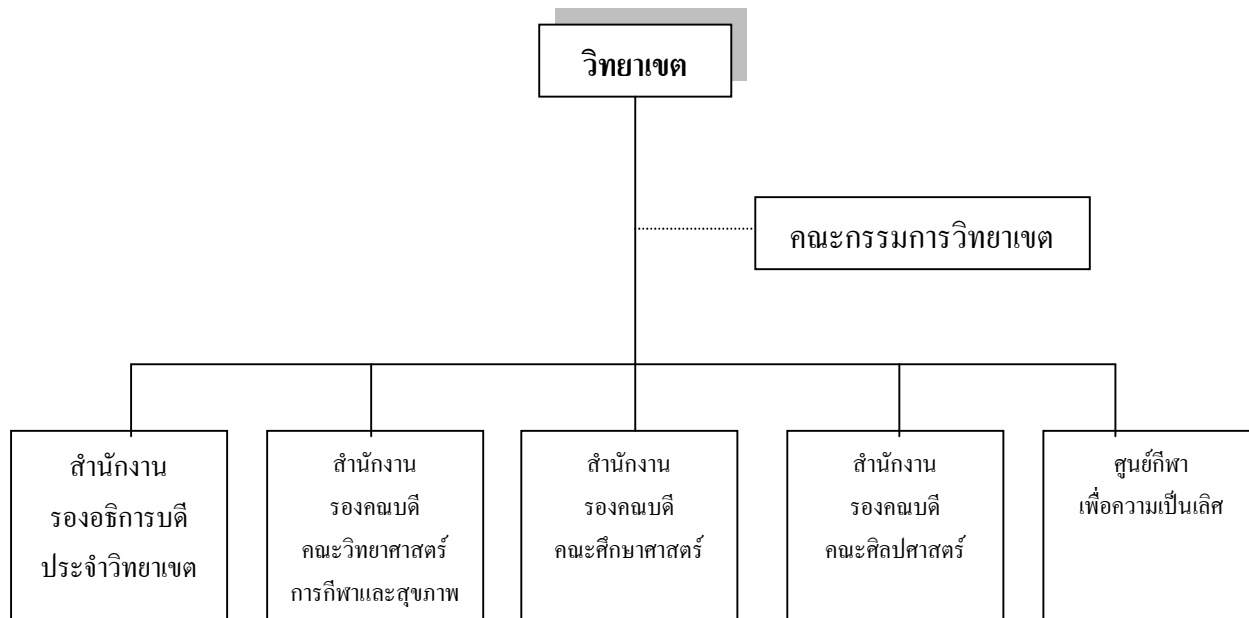 วิทยาเขต
คณะกรรมการวิทยาเขต
สำนักงาน
รองอธิการบดี
ประจำวิทยาเขต
สำนักงาน
รองคณบดี
คณะวิทยาศาสตร์
การกีฬาและสุขภาพ
สำนักงาน
รองคณบดี
คณะศึกษาศาสตร์
สำนักงาน
รองคณบดี
คณะศิลปศาสตร์
ศูนย์กีฬา
เพื่อความเป็นเลิศ